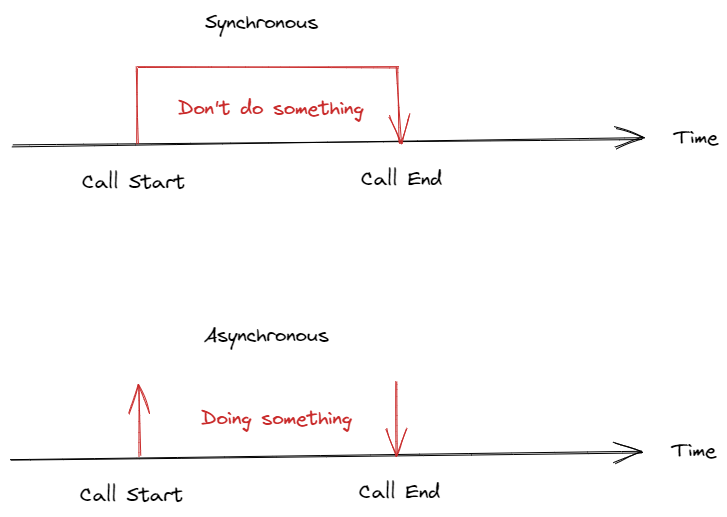 Synchronous
Don't do something
Time
Call Start
Call End
Asynchronous
Doing something
Time
Call Start
Call End